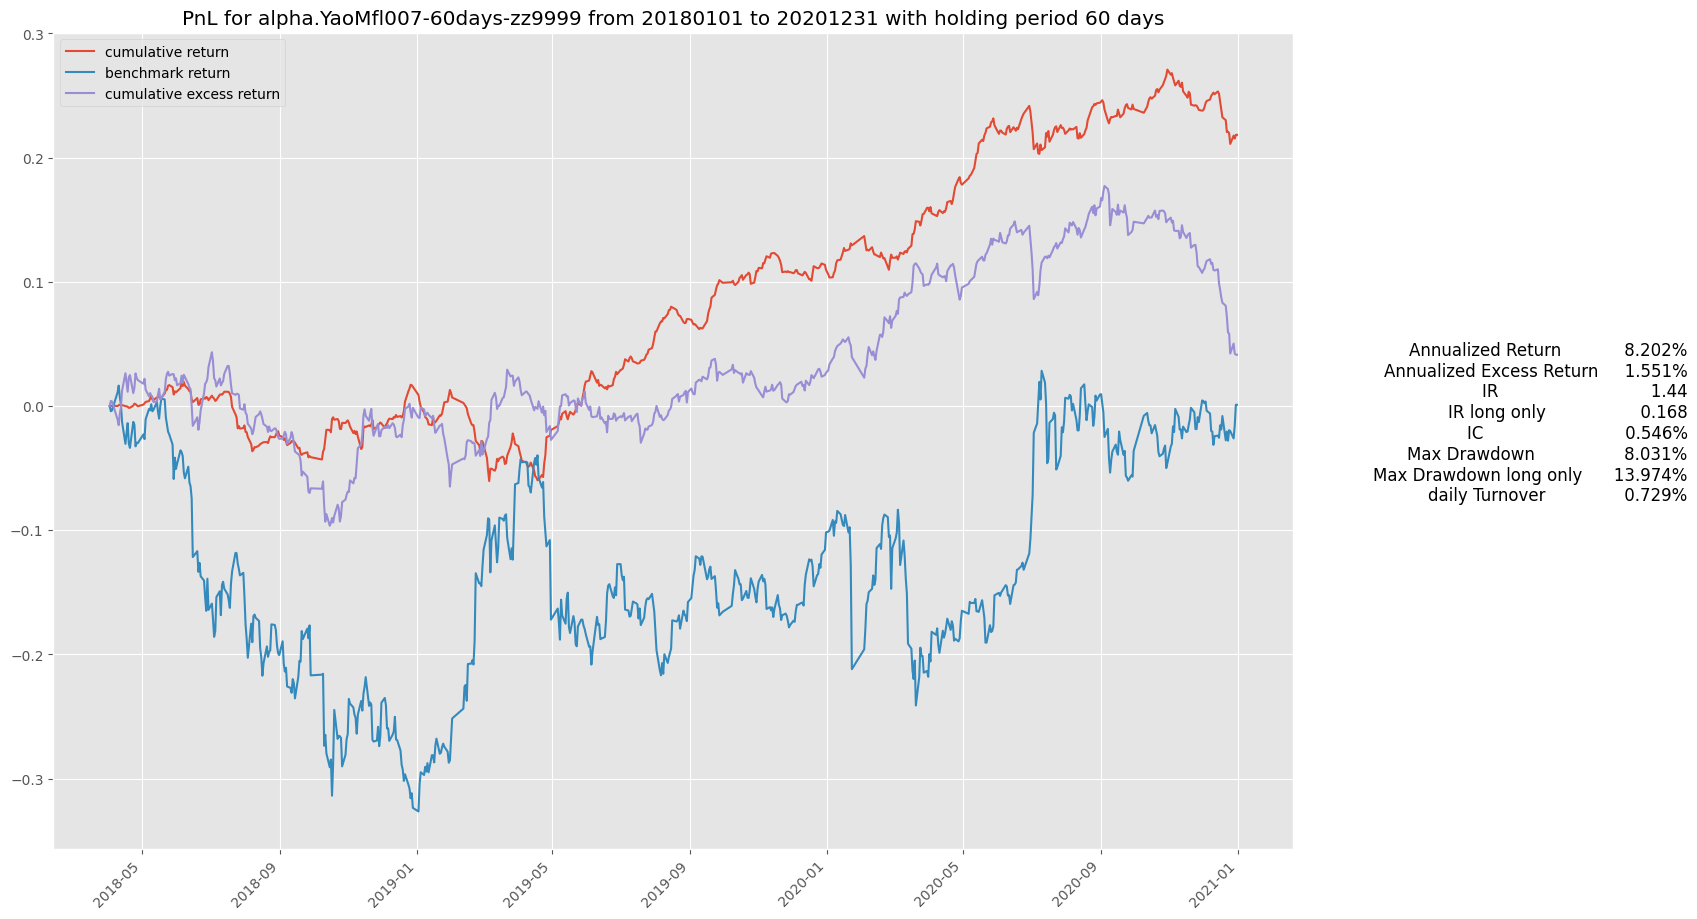 PnL for alpha.YaoMfl007-60days-zz9999 from 20180101 to 20201231 with holding period 60 days
cumulative return
benchmark return
cumulative excess return
0.3
0.2
0.1
0.0
−0.1
−0.2
−0.3
2018-05
2018-09
2019-01
2019-05
2019-09
2020-01
2020-05
2020-09
2021-01
Annualized Return 8.202%
Annualized Excess Return 1.551%
IR 1.44
IR long only 0.168
IC 0.546%
Max Drawdown 8.031%
Max Drawdown long only 13.974%
daily Turnover 0.729%